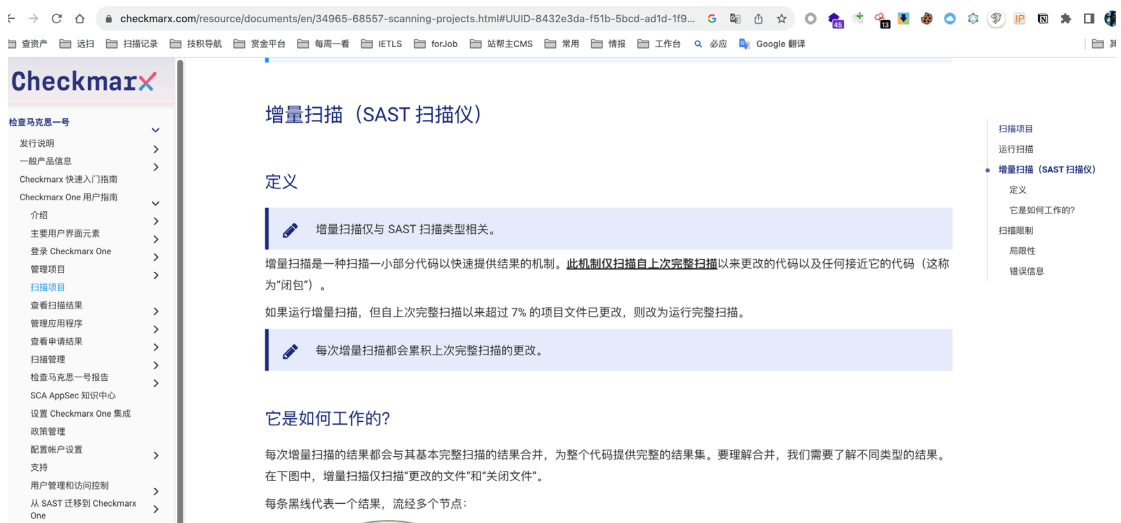 checkmarx.com/resource/documents/en/34965-68557-scanning-projects.html#UUID-8432e3da-f51b-5bcd-ad1d-1f9...
45
13
查资产 远扫 扫描记录 技积导航 赏金平台 每周一看 IETLS forJob 站帮主CMS 常用 情报 工作台 必应 Google 翻译
Checkmarx
检查马克思一号
发行说明
一般产品信息
Checkmarx 快速入门指南
Checkmarx One 用户指南
介绍
主要用户界面元素
登录 Checkmarx One
管理项目
扫描项目
查看扫描结果
管理应用程序
查看申请结果
扫描管理
检查马克思一号报告
SCA AppSec 知识中心
设置 Checkmarx One 集成
政策管理
配置帐户设置
支持
用户管理和访问控制
从 SAST 迁移到 Checkmarx
One
增量扫描（SAST 扫描仪）
定义
增量扫描仅与 SAST 扫描类型相关。
增量扫描是一种扫描一小部分代码以快速提供结果的机制。此机制仅扫描自上次完整扫描以来更改的代码以及任何接近它的代码（这称
为“闭包”）。
如果运行增量扫描，但自上次完整扫描以来超过 7% 的项目文件已更改，则改为运行完整扫描。
每次增量扫描都会累积上次完整扫描的更改。
它是如何工作的?
每次增量扫描的结果都会与其基本完整扫描的结果合并，为整个代码提供完整的结果集。要理解合并，我们需要了解不同类型的结果。
在下图中，增量扫描仅扫描“更改的文件”和“关闭文件”。
每条黑线代表一个结果，流经多个节点：
扫描项目
运行扫描
增量扫描（SAST 扫描仪）
定义
它是如何工作的?
扫描限制
局限性
错误信息